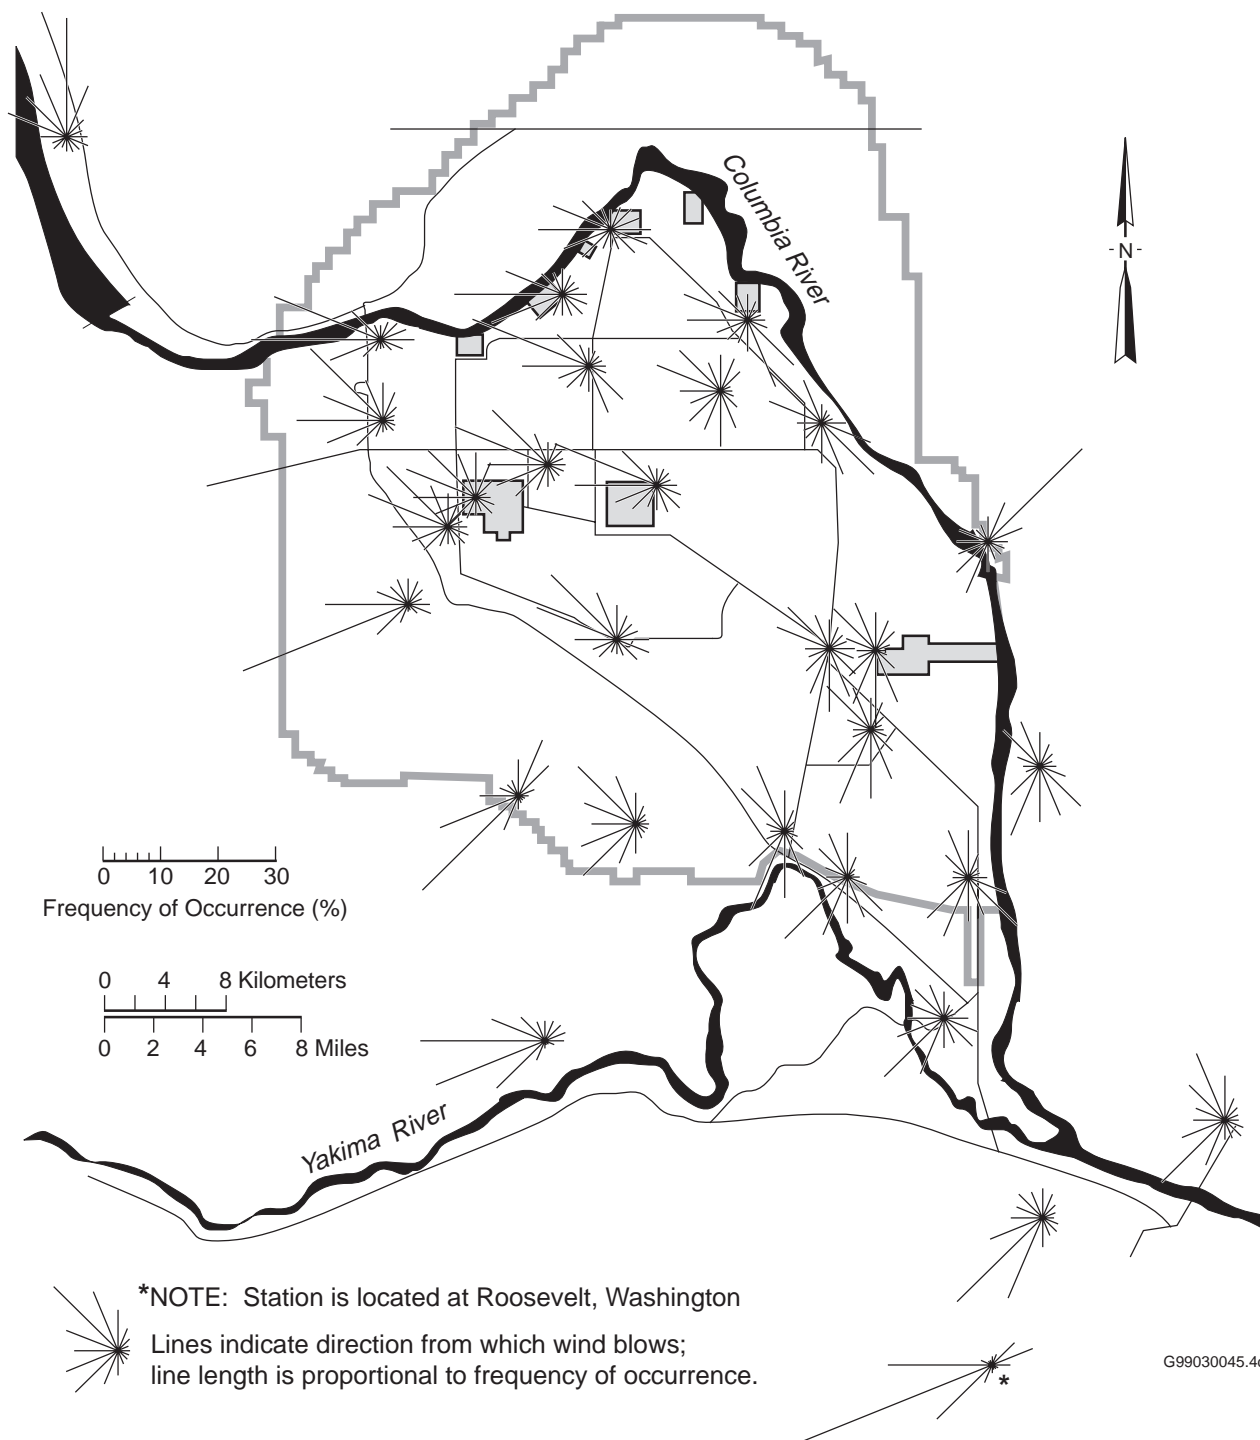 Columbia River
N
0 10 20 30
Frequency of Occurrence (%)
0 4 8 Kilometers
0 2 4 6 8 Miles
Yakima River
*NOTE: Station is located at Roosevelt, Washington
Lines indicate direction from which wind blows;
line length is proportional to frequency of occurrence.
*